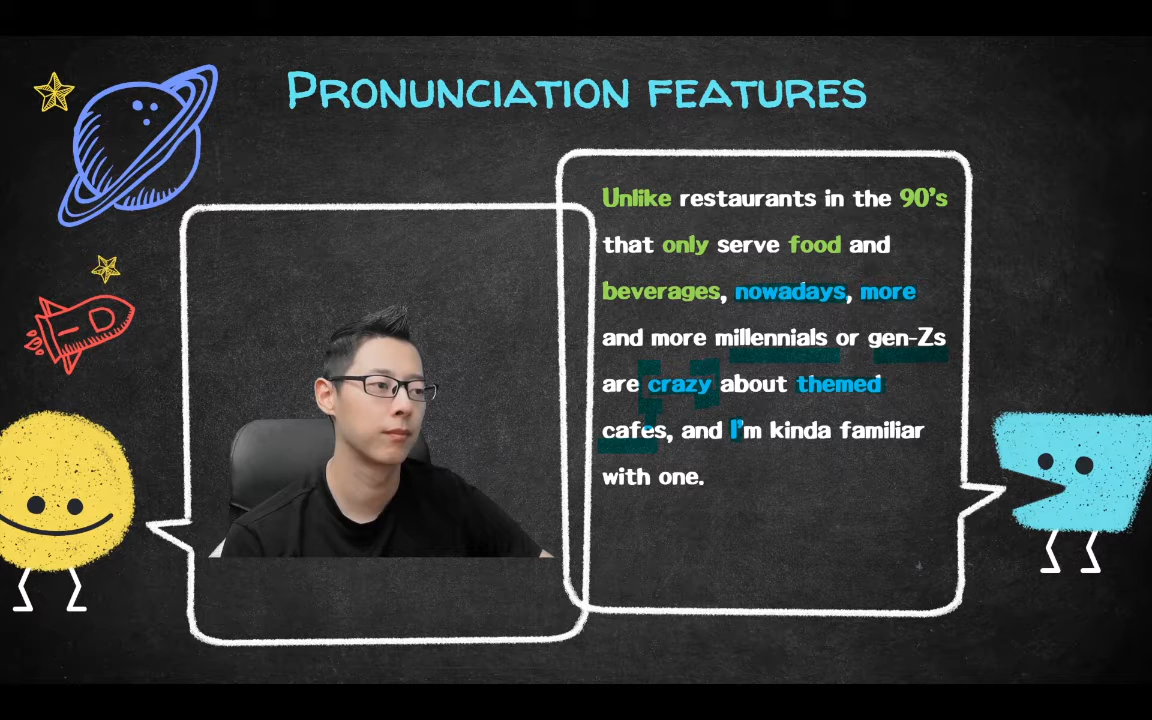 PRONUNCIATION FEATURES
Unlike restaurants in the 90's
that only serve food and
beverages, nowadays, more
and more millennials or gen-Zs
are crazy about themed
cafes, and I'm kinda familiar
with one.